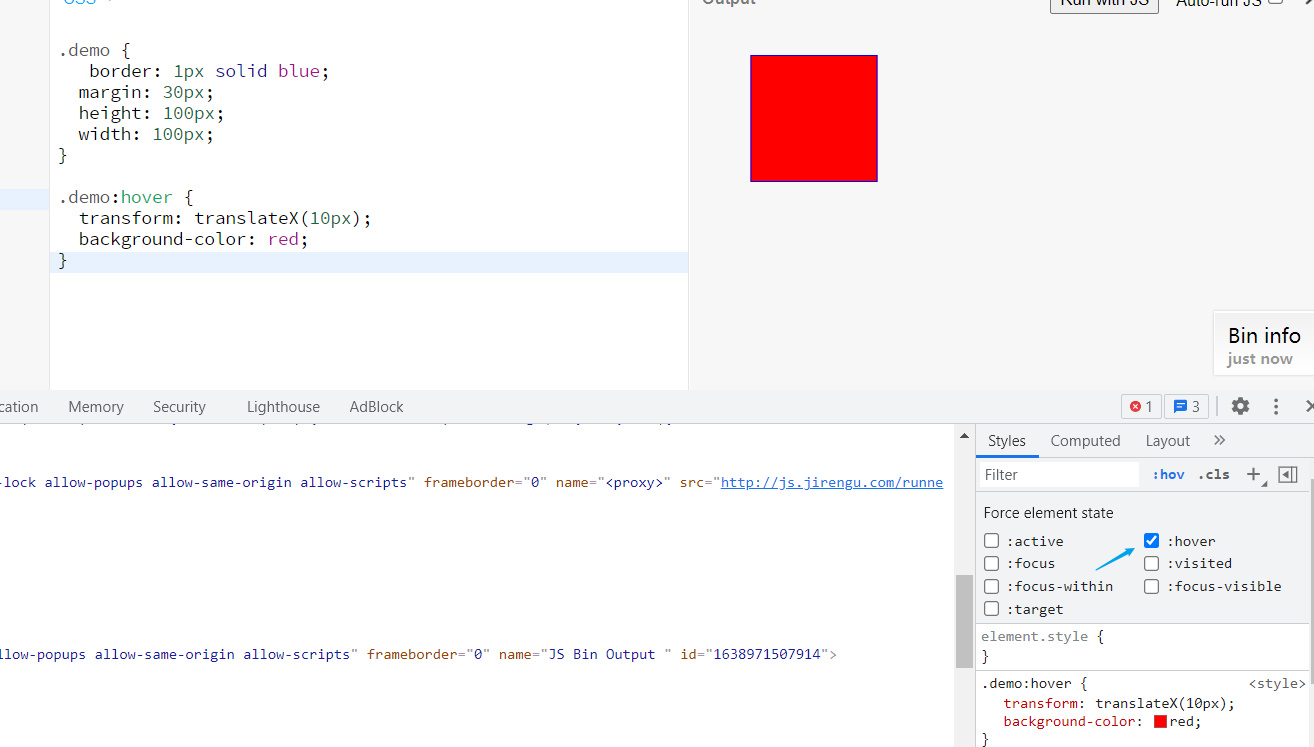 CSS
Output
Run with JS
Auto-run JS
.demo {
border: 1px solid blue;
margin: 30px;
height: 100px;
width: 100px;
}
.demo:hover {
transform: translateX(10px);
background-color: red;
}
Bin info
just now
cation Memory Security Lighthouse AdBlock 1 3
Styles Computed Layout »
Filter :hov .cls +
-lock allow-popups allow-same-origin allow-scripts" frameborder="0" name="<proxy>" src="http://js.jirengu.com/runne
Force element state
:active :hover
:focus :visited
:focus-within :focus-visible
:target
element.style {
}
llow-popups allow-same-origin allow-scripts" frameborder="0" name="JS Bin Output " id="1638971507914">
.demo:hover { <style>
transform: translateX(10px);
background-color: red;
}